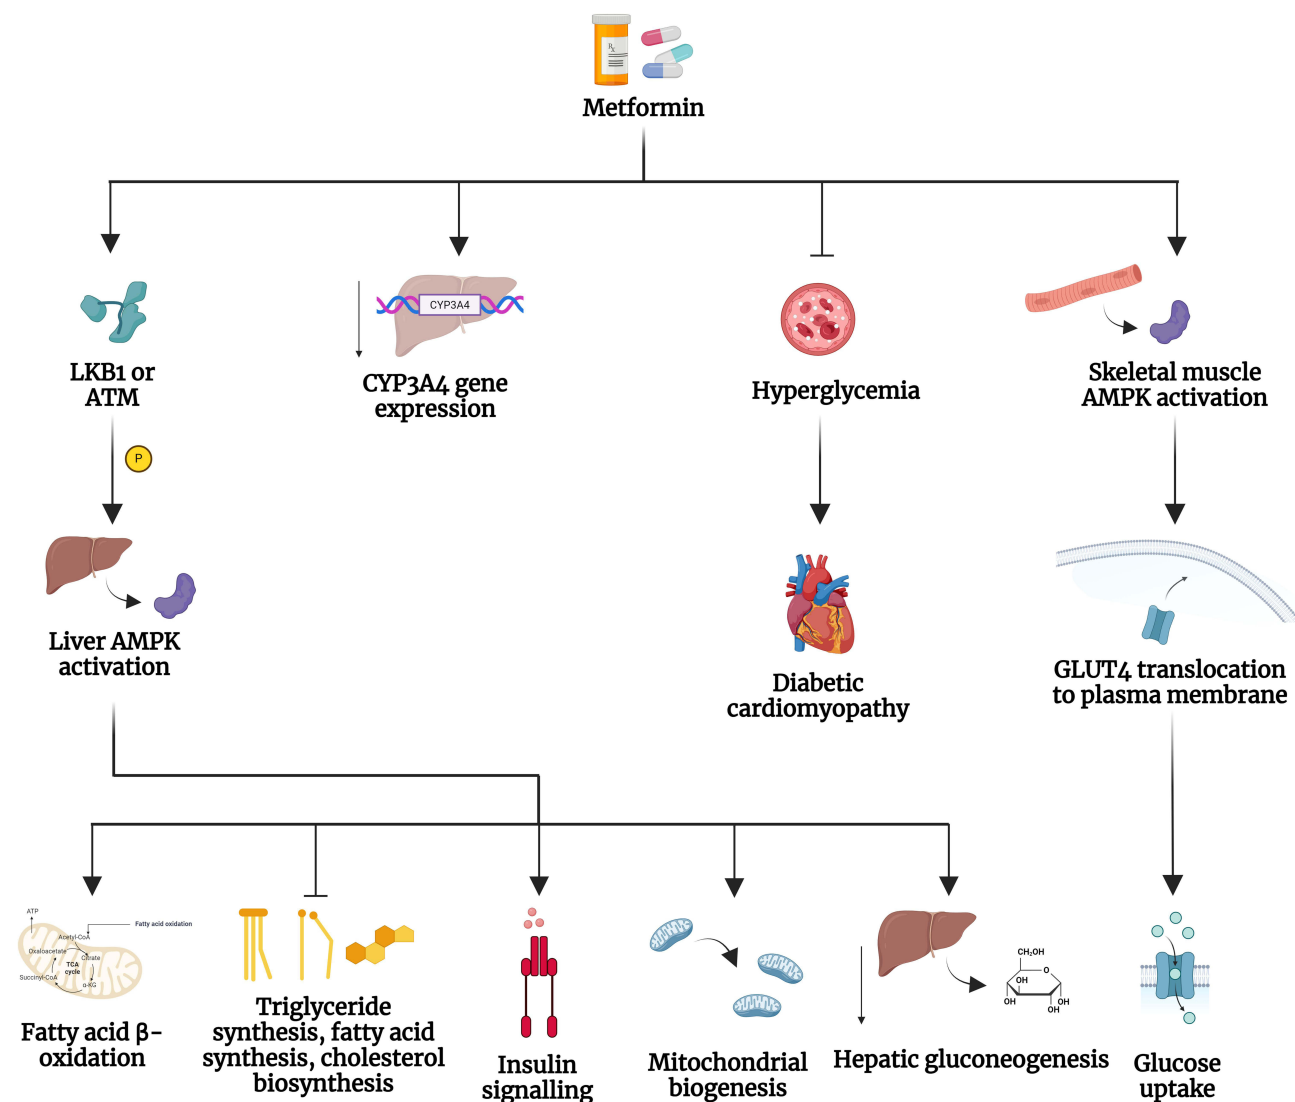 Rx
Metformin
CYP3A4
LKB1 or
ATM
CYP3A4 gene
expression
Hyperglycemia
Skeletal muscle
AMPK activation
P
Liver AMPK
activation
Diabetic
cardiomyopathy
GLUT4 translocation
to plasma membrane
ATP
Fatty acid oxidation
Acetyl-CoA
Oxaloacetate
Citrate
TCA
cycle
Succinyl-CoA
α-KG
Fatty acid β-
oxidation
Triglyceride
synthesis, fatty acid
synthesis, cholesterol
biosynthesis
Insulin
signalling
Mitochondrial
biogenesis
CH₂OH
O
OH
OH
OH
OH
Hepatic gluconeogenesis
Glucose
uptake